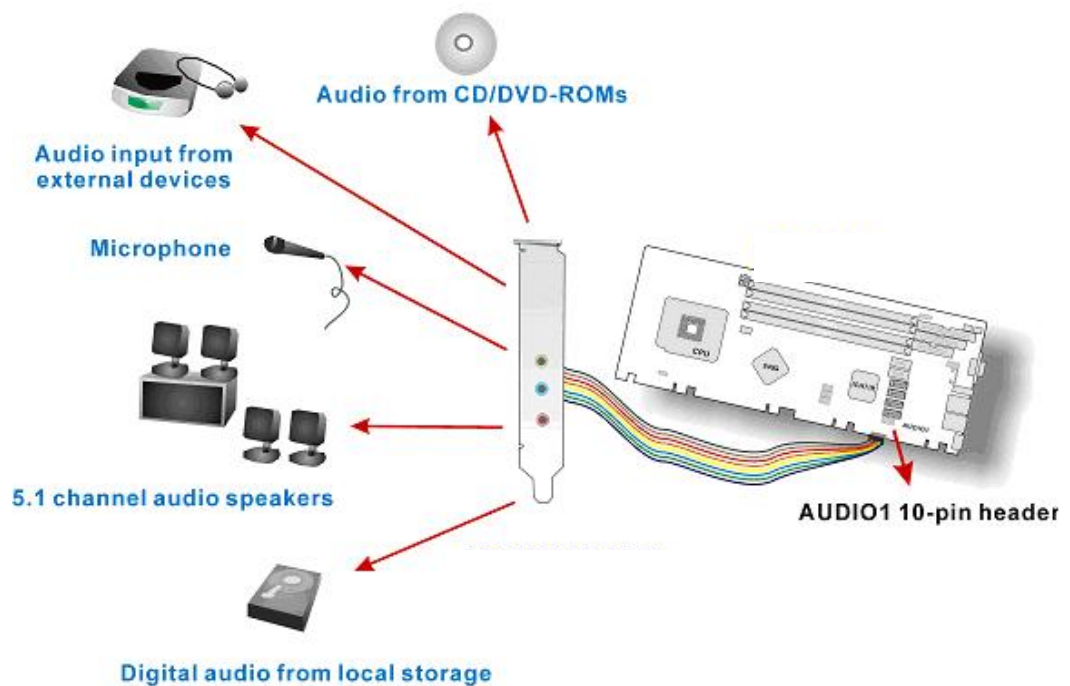 Audio from CD/DVD-ROMs
Audio input from
external devices
Microphone
CPU
AUDIO1
5.1 channel audio speakers
AUDIO1 10-pin header
Digital audio from local storage